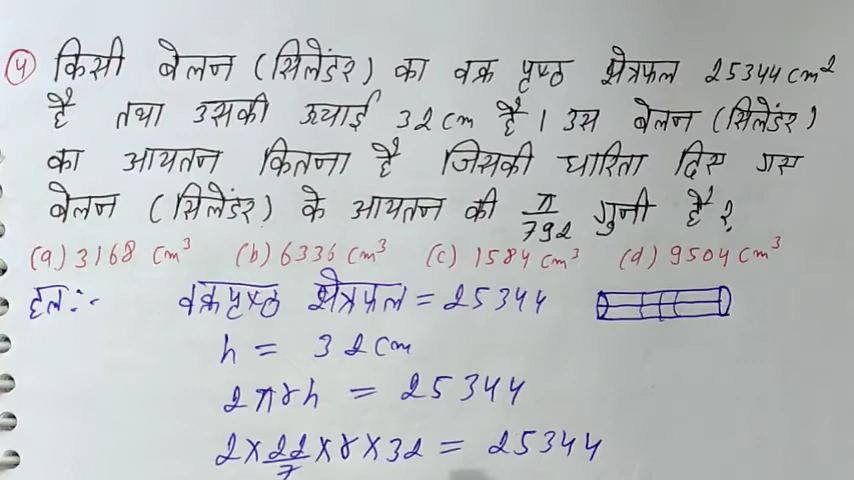 (4) किसी बेलन (सिलेंडर) का वक्र पृष्ठ क्षेत्रफल 25344 cm²
है तथा उसकी ऊचाई 32 cm है। उस बेलन (सिलेंडर)
का आयतन कितना है जिसकी धारिता दिए गए
बेलन (सिलेंडर) के आयतन की π/792 गुनी है?
(a) 3168 cm³ (b) 6336 cm³ (c) 1584 cm³ (d) 9504 cm³
हल:- वक्रपृष्ठ क्षेत्रफल = 25344
h = 32 cm
2πrh = 25344
2 × 22/7 × r × 32 = 25344